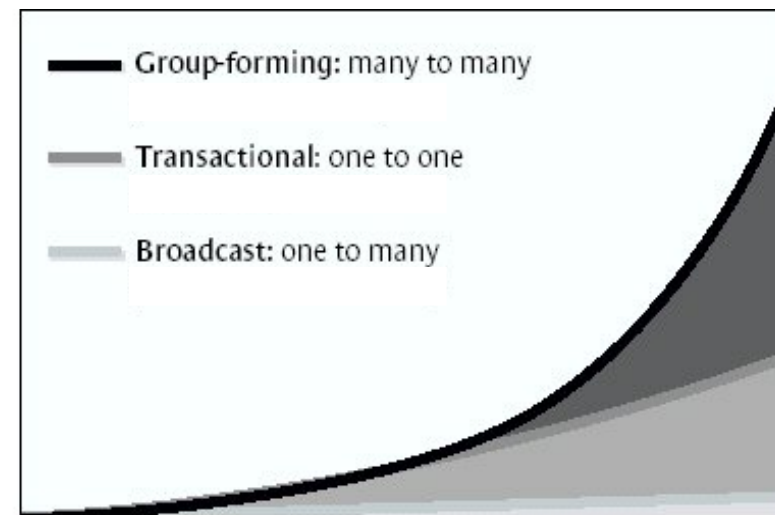 Group-forming: many to many
Transactional: one to one
Broadcast: one to many